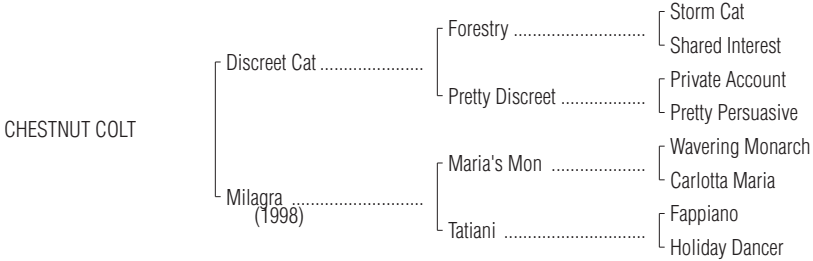 Storm Cat
Forestry ............................
Shared Interest
Discreet Cat ......................
Private Account
Pretty Discreet ..................
Pretty Persuasive
CHESTNUT COLT
Wavering Monarch
Maria's Mon ....................
Carlotta Maria
Milagra ............................
(1998)
Fappiano
Tatiani ..............................
Holiday Dancer